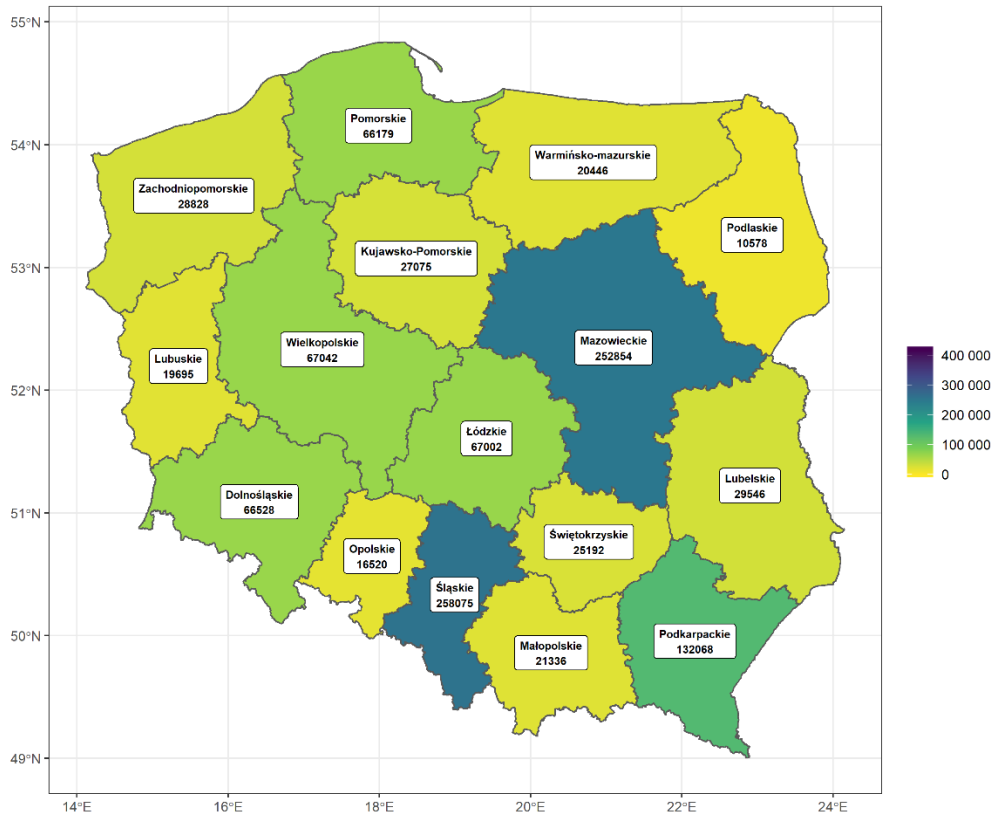 55°N
54°N
53°N
52°N
51°N
50°N
49°N
Pomorskie
66179
Warmińsko-mazurskie
20446
Zachodniopomorskie
28828
Podlaskie
10578
Kujawsko-Pomorskie
27075
Mazowieckie
252854
Wielkopolskie
67042
Lubuskie
19695
Łódzkie
67002
Lubelskie
29546
Dolnośląskie
66528
Świętokrzyskie
25192
Opolskie
16520
Śląskie
258075
Podkarpackie
132068
Małopolskie
21336
400 000
300 000
200 000
100 000
0
14°E
16°E
18°E
20°E
22°E
24°E